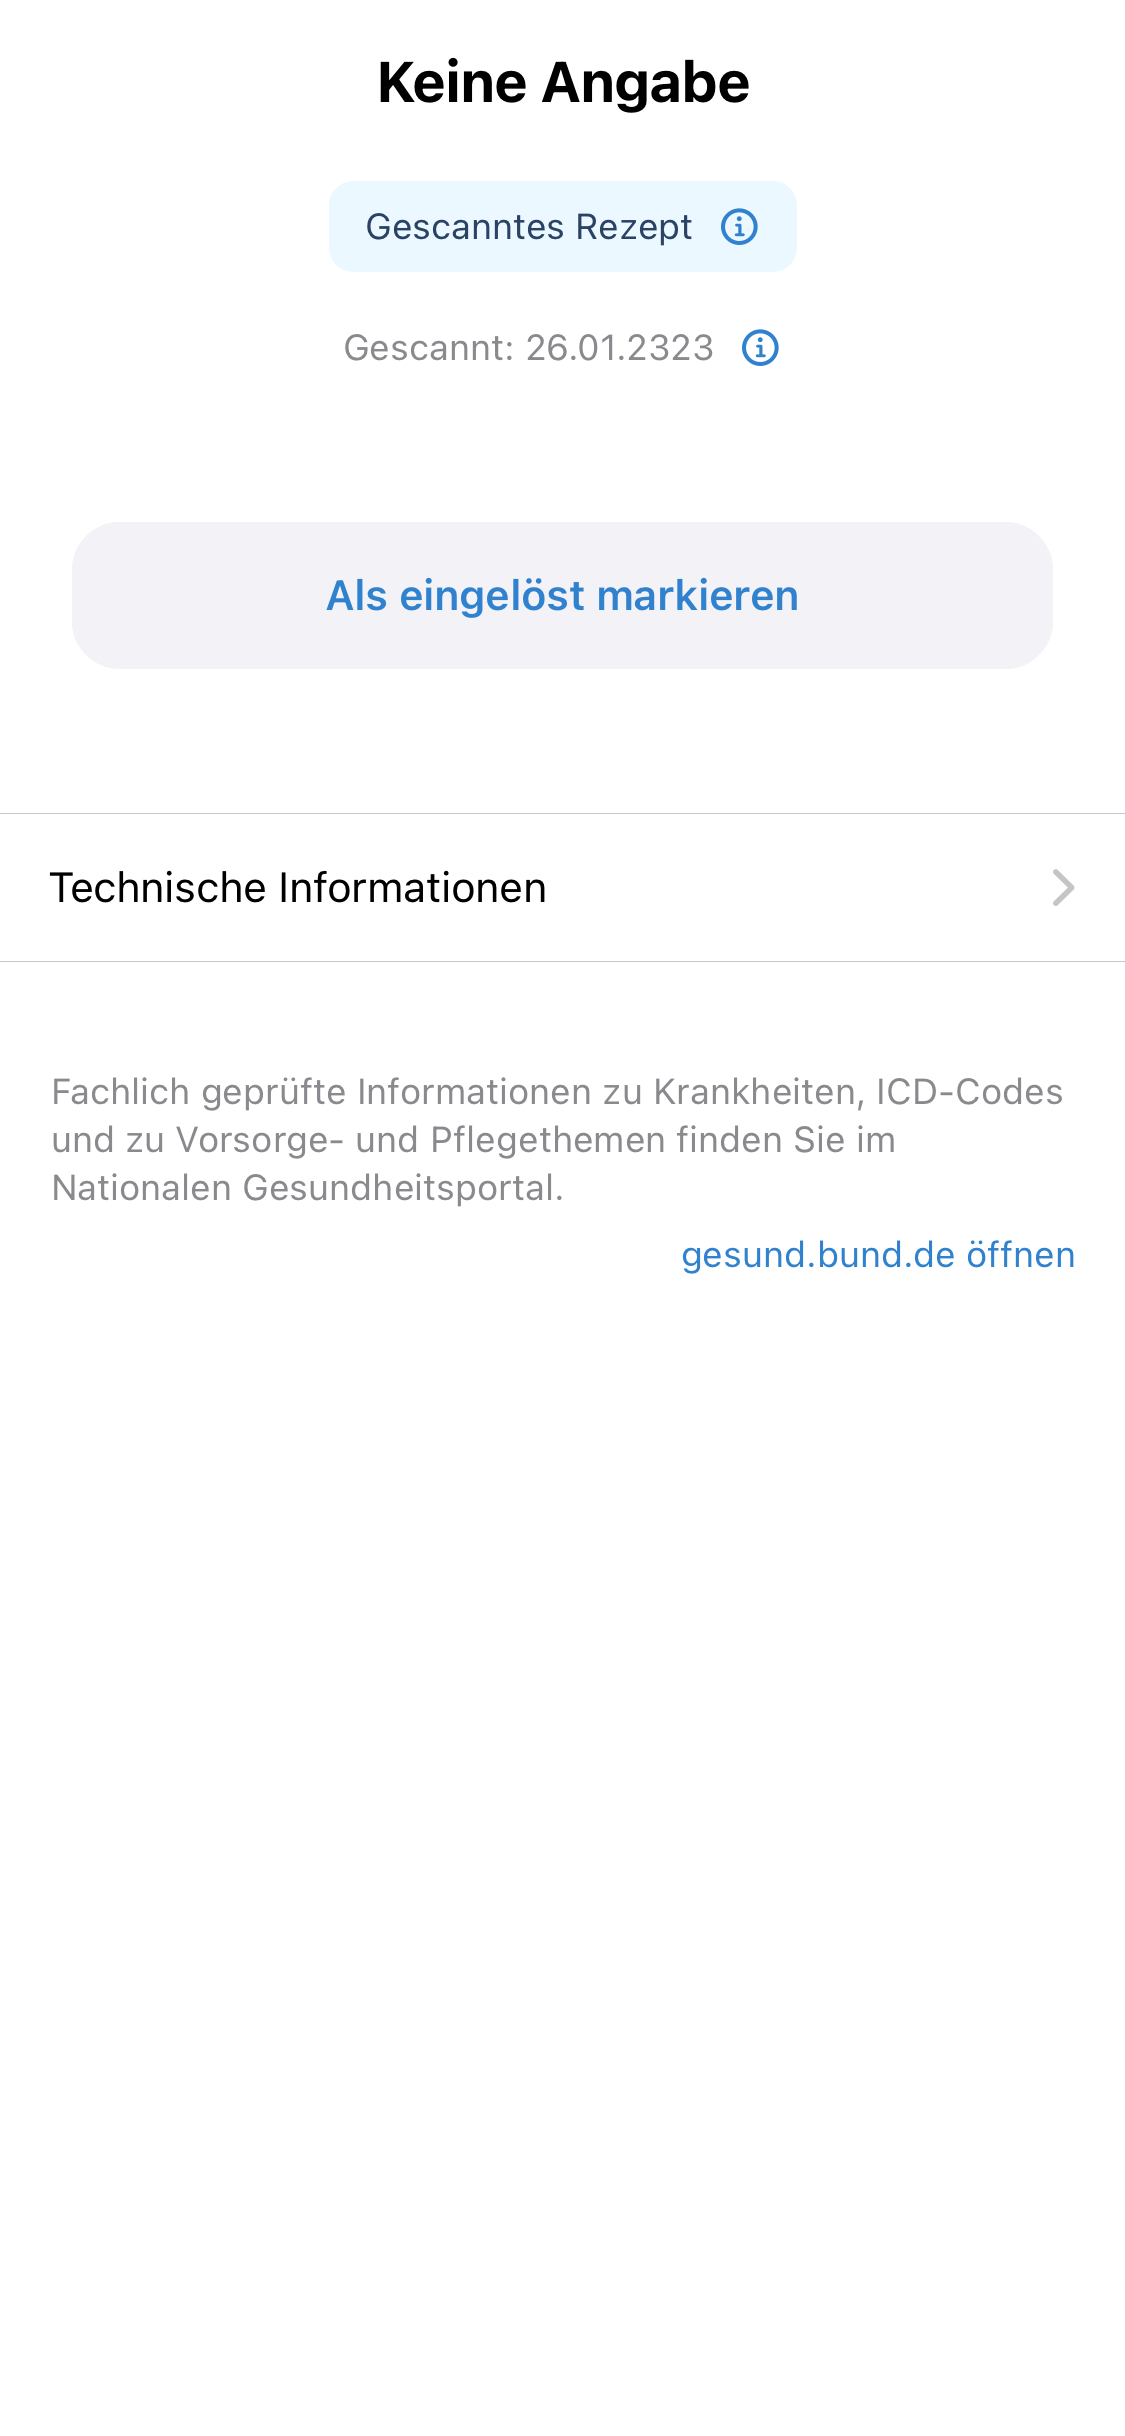 Keine Angabe
Gescanntes Rezept
Gescannt: 26.01.2323
Als eingelöst markieren
Technische Informationen
Fachlich geprüfte Informationen zu Krankheiten, ICD-Codes
und zu Vorsorge- und Pflegethemen finden Sie im
Nationalen Gesundheitsportal.
gesund.bund.de öffnen